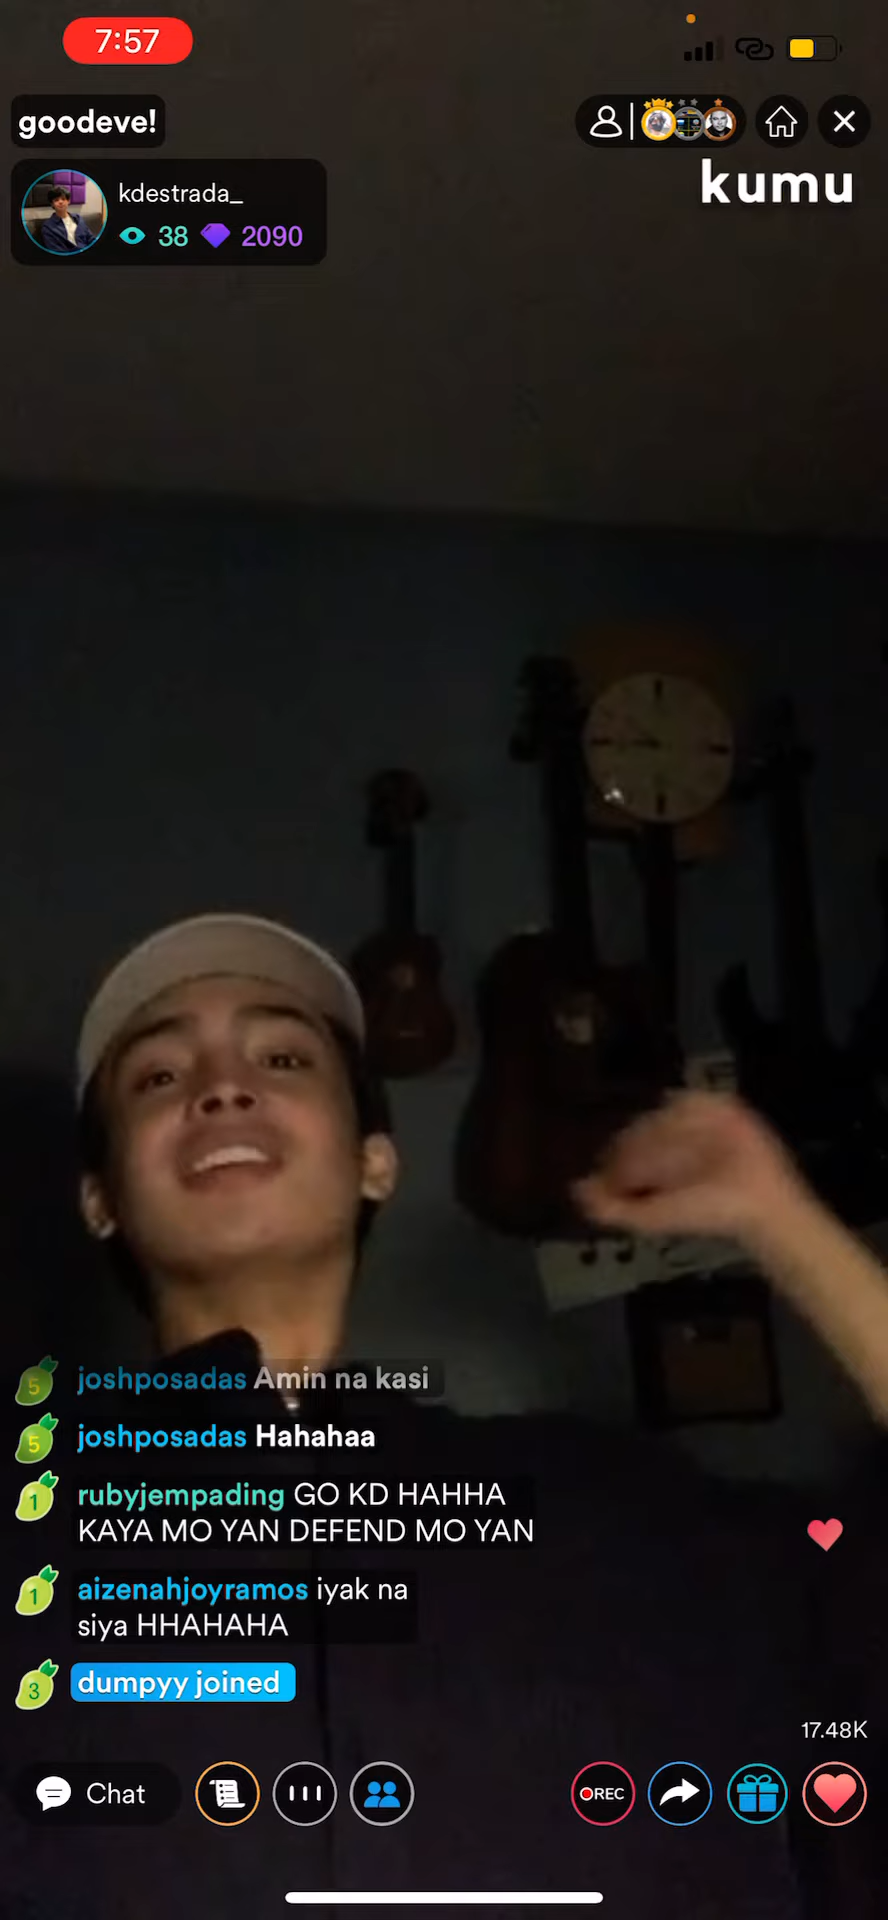 7:57
goodeve!
kumu
kdestrada_
38 2090
5 joshposadas Amin na kasi
5 joshposadas Hahahaa
1 rubyjempading GO KD HAHHA
KAYA MO YAN DEFEND MO YAN
1 aizenahjoyramos iyak na
siya HHAHAHA
3 dumpyy joined
17.48K
Chat
REC